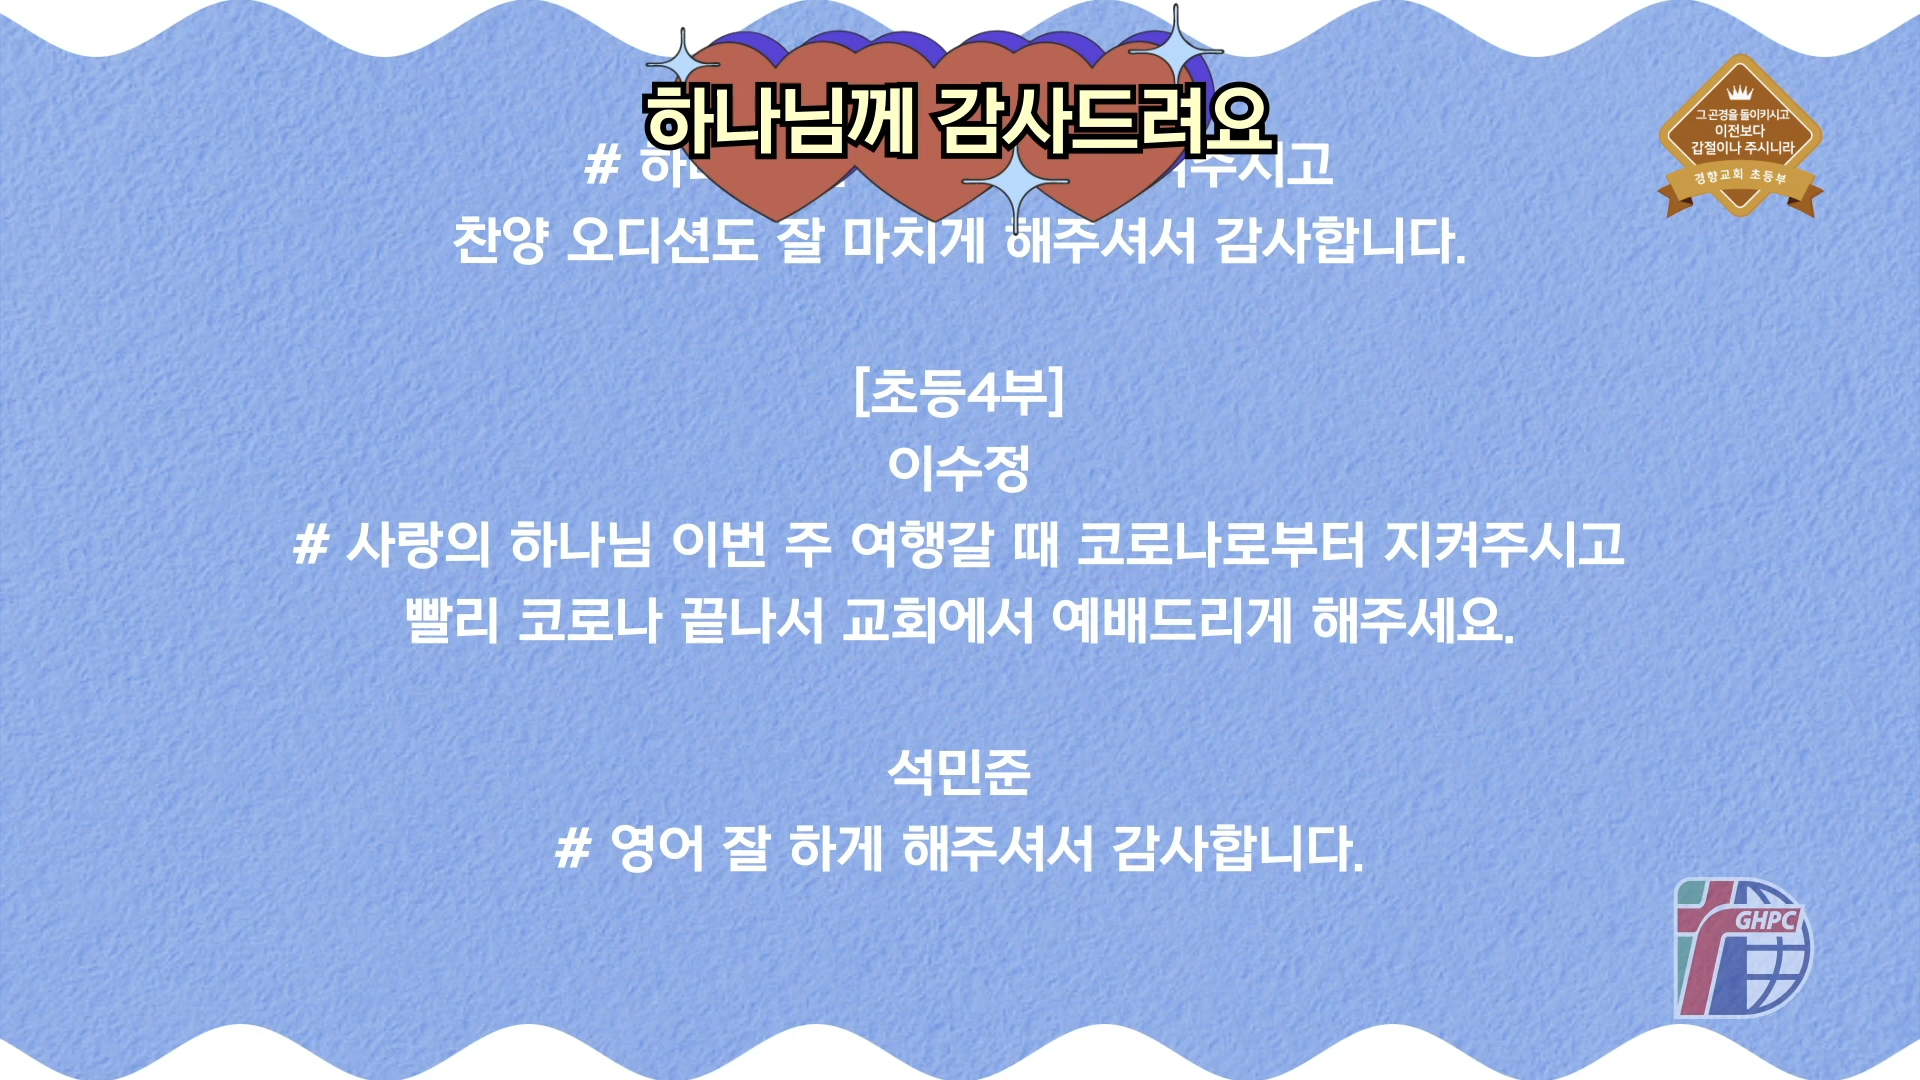 하나님께 감사드려요
# 하
주시고
찬양 오디션도 잘 마치게 해주셔서 감사합니다.
[초등4부]
이수정
# 사랑의 하나님 이번 주 여행갈 때 코로나로부터 지켜주시고
빨리 코로나 끝나서 교회에서 예배드리게 해주세요.
석민준
# 영어 잘 하게 해주셔서 감사합니다.
그 곤경을 돌이키시고
이전보다
갑절이나 주시니라
경향교회 초등부
GHPC